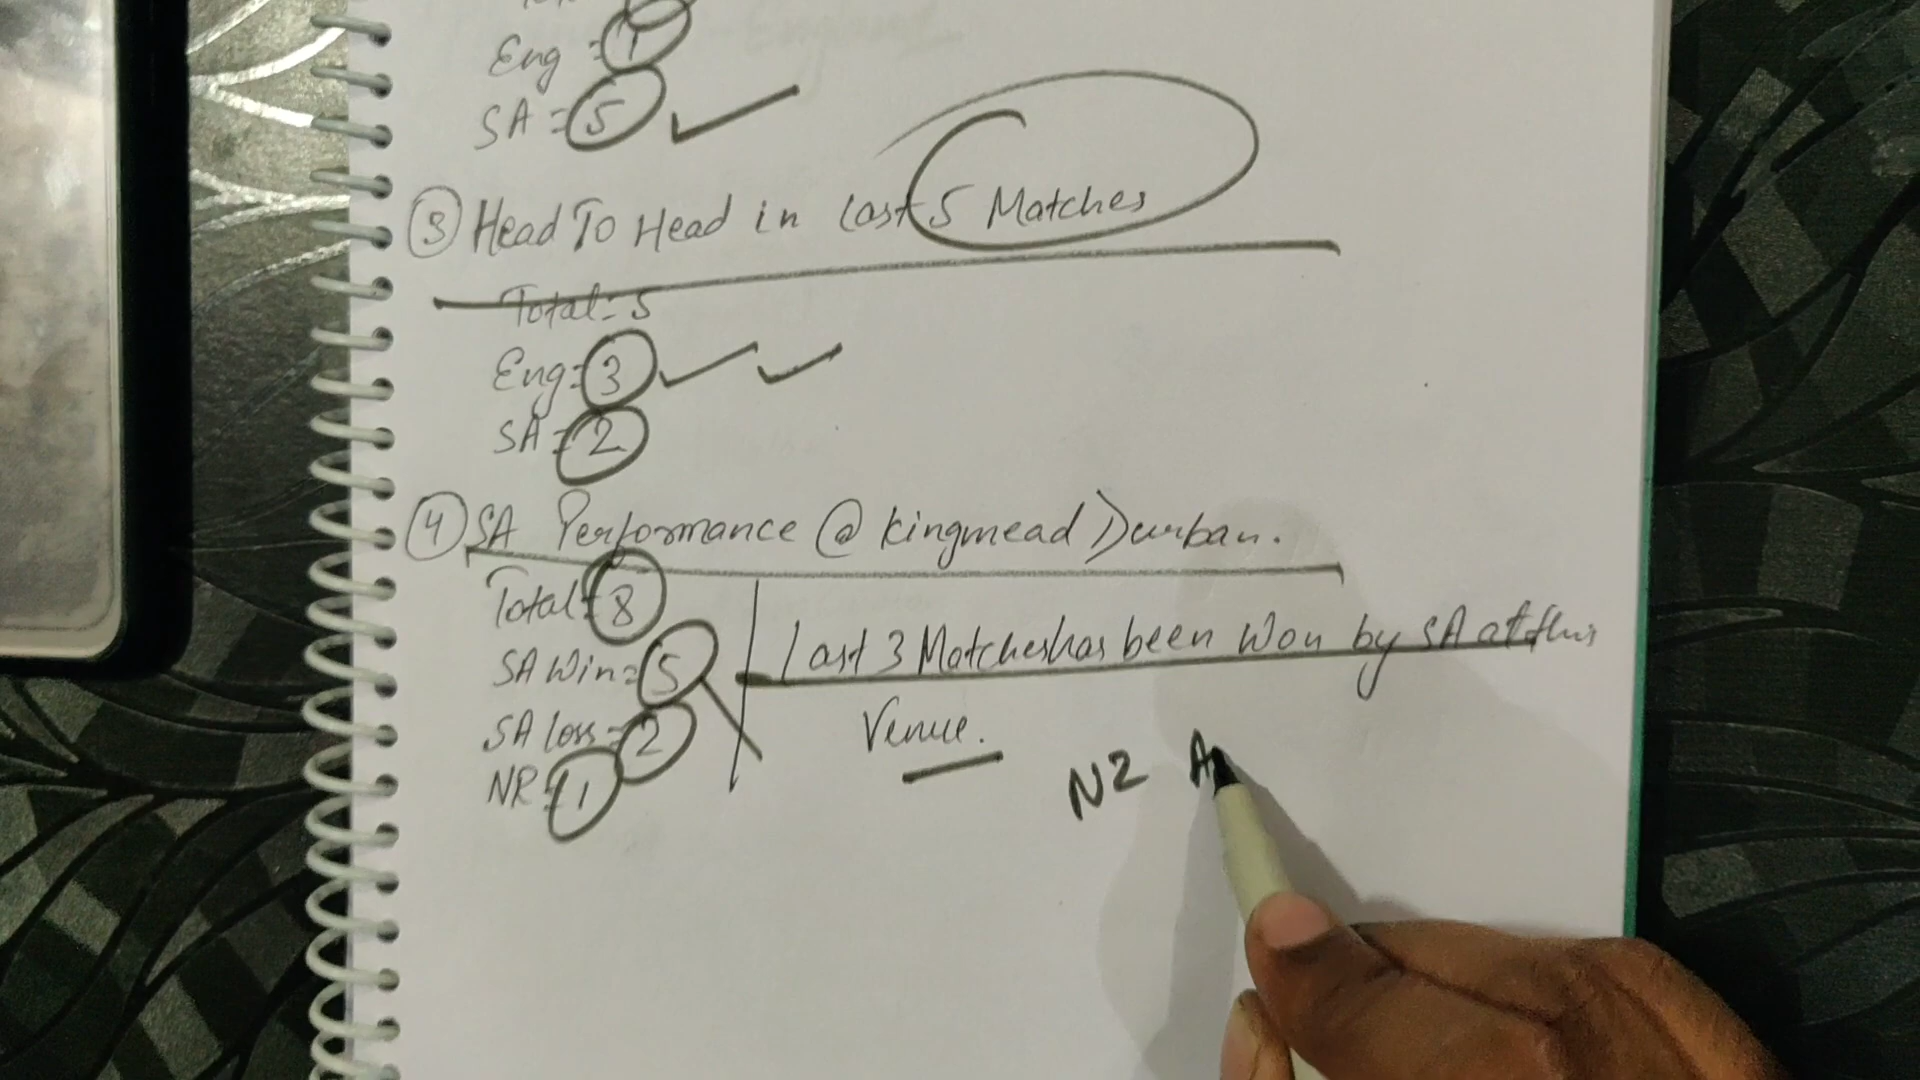 Eng = 1
SA = 5
③ Head To Head in last 5 Matches
Total = 5
Eng = 3
SA = 2
④ SA Performance @ kingmead Durban.
Total = 8
SA Win = 5
SA loss = 2
NR = 1
last 3 Matches has been Won by SA at this
Venue.
NZ A